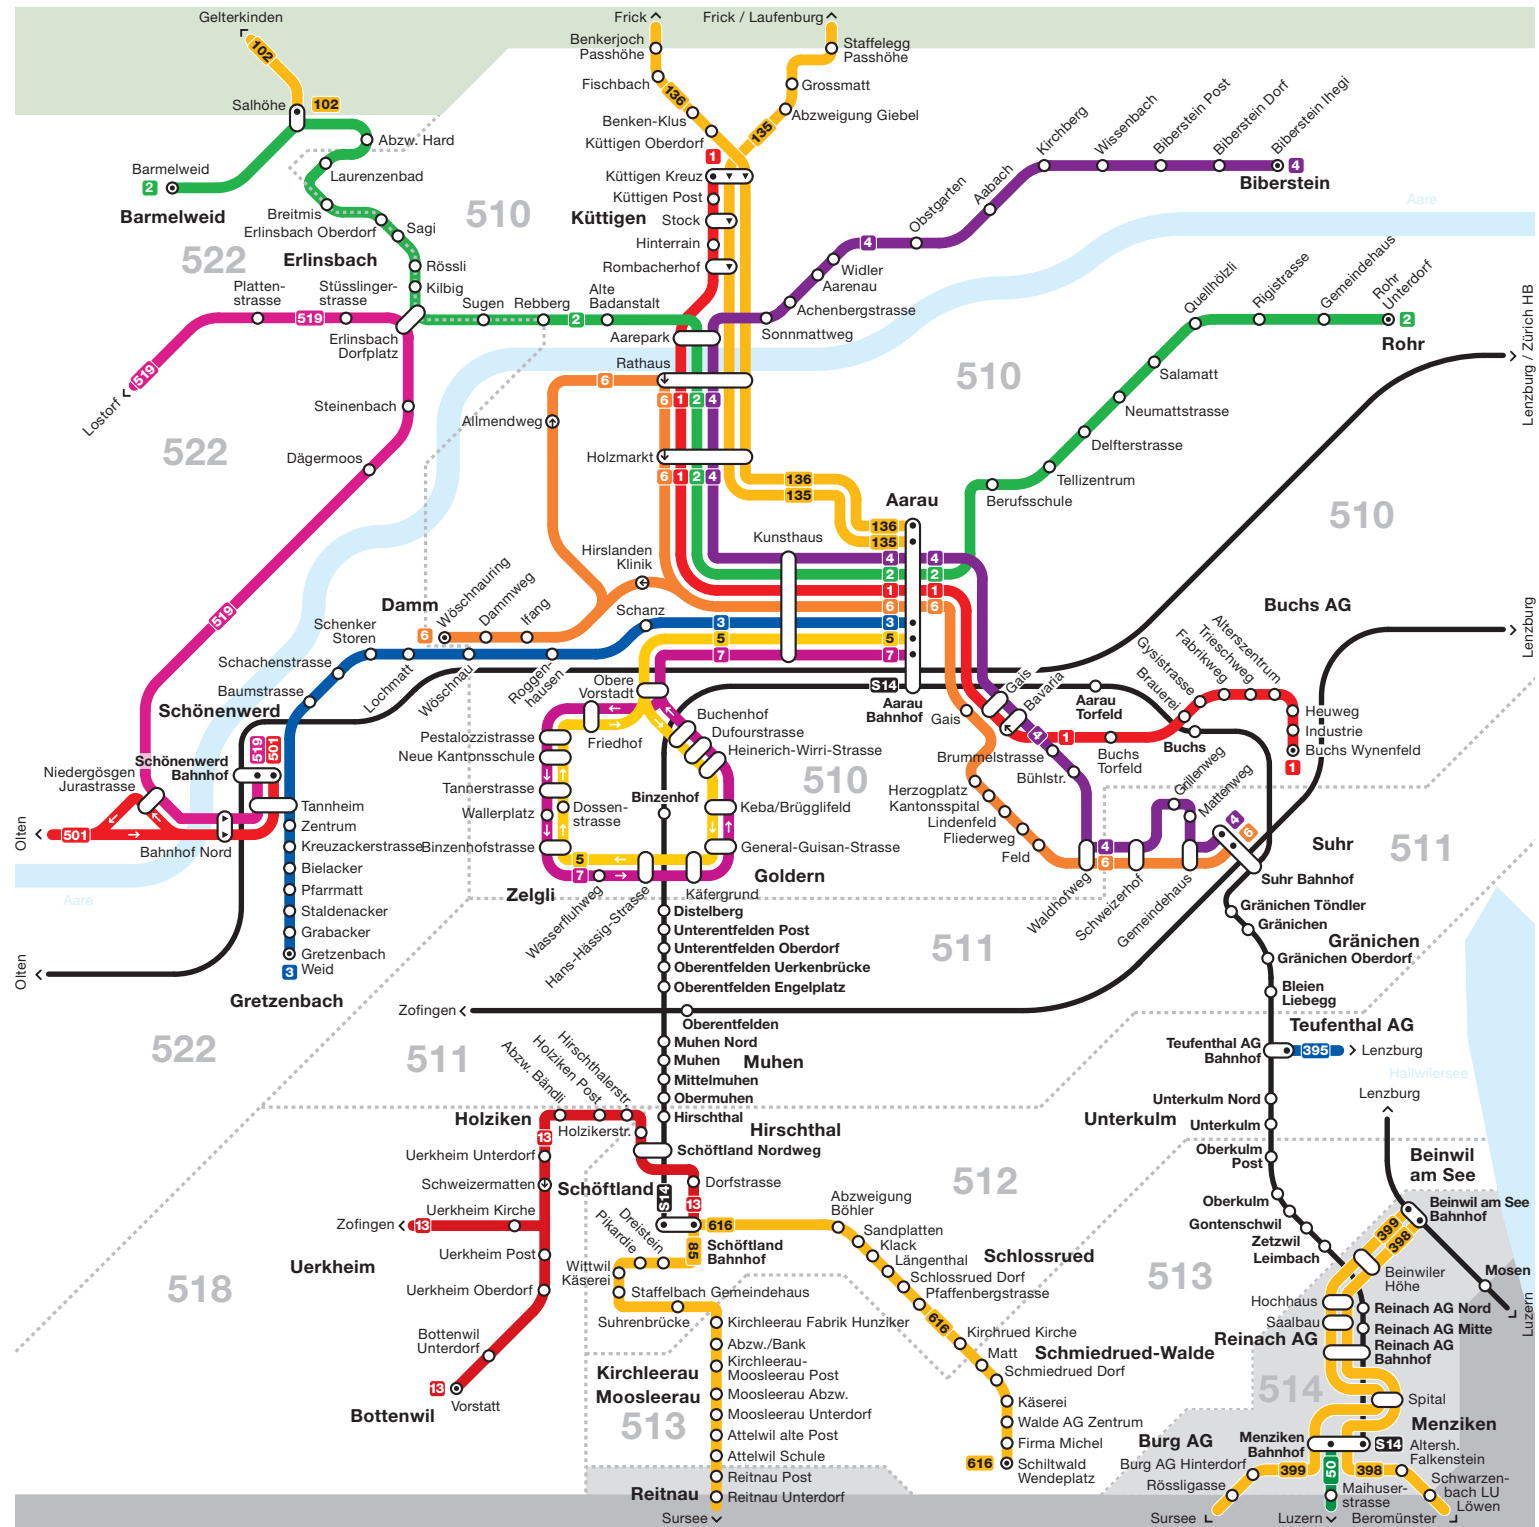 Gelterkinden
Frick
Frick / Laufenburg
102
Benkerjoch
Passhöhe
Staffelegg
Passhöhe
Fischbach
Grossmatt
136
135
Salhöhe
102
Abzweigung Giebel
Benken-Klus
Küttigen Oberdorf
Abzw. Hard
Barmelweid
2
Laurenzenbad
Barmelweid
Breitmis
Erlinsbach Oberdorf
Sagi
510
522
Erlinsbach
Rössli
Kilbig
1
Küttigen Kreuz
Küttigen Post
Küttigen
Stock
Hinterrain
Rombacherhof
Kirchberg
Wissenbach
Biberstein Post
Biberstein Dorf
Biberstein Ihegi
4
Biberstein
Aabach
Obstgarten
4
Widler
Aarenau
Achenbergstrasse
Sonnmattweg
Aare
Platten-
strasse
519
Stüsslinger-
strasse
Sugen
Rebberg
2
Alte
Badanstalt
Erlinsbach
Dorfplatz
Aarepark
Rathaus
519
Lostorf
6
6 1 2 4
Steinenbach
Allmendweg
522
Dägermoos
Holzmarkt
6 1 2 4
510
Quellhölzli
Rigistrasse
Gemeindehaus
Rohr
Unterdorf
2
Rohr
Salamatt
Neumattstrasse
Delfterstrasse
Tellizentrum
Berufsschule
Lenzburg / Zürich HB
510
136
135
Aarau
136
135
Kunsthaus
4 4
2 2
1 1
6 6
3 3
5 5
7 7
Hirslanden
Klinik
Schanz
519
Damm
6
Wöschnauring
Dammweg
Ifang
Schenker
Storen
Schachenstrasse
Baumstrasse
Lochmatt
Wöschnau
Roggen-
hausen
Schönenwerd
519
501
Schönenwerd
Bahnhof
Niedergösgen
Jurastrasse
Olten
501
Bahnhof Nord
Tannheim
Zentrum
Kreuzackerstrasse
Bielacker
Pfarrmatt
Staldenacker
Grabacker
Gretzenbach
Weid
3
Gretzenbach
Aare
Olten
522
Obere
Vorstadt
Friedhof
Pestalozzistrasse
Neue Kantonsschule
Tannerstrasse
Wallerplatz
Dossen-
strasse
Binzenhofstrasse
5
7
Zelgli
Wasserfluhweg
Hans-Hässig-Strasse
Käfergrund
Goldern
General-Guisan-Strasse
Keba/Brügglifeld
Heinerich-Wirri-Strasse
Dufourstrasse
Buchenhof
Binzenhof
510
S14
Aarau
Bahnhof
Gais
Gais
Bavaria
4
1
Aarau
Torfeld
Buchs
Torfeld
Buchs
Buchs AG
Brauerei
Gysistrasse
Fabrikweg
Trieschweg
Alterszentrum
Heuweg
Industrie
Buchs Wynenfeld
1
Lenzburg
Brummelstrasse
Bühlstr.
Herzogplatz
Kantonsspital
Lindenfeld
Fliederweg
Feld
Waldhofweg
4
6
Schweizerhof
Gemeindehaus
Grillenweg
Mattenweg
4
6
Suhr
Suhr Bahnhof
511
511
Gränichen Töndler
Gränichen
Gränichen
Gränichen Oberdorf
Bleien
Liebegg
Teufenthal AG
Teufenthal AG
Bahnhof
395
Lenzburg
Hallwilersee
Distelberg
Unterentfelden Post
Unterentfelden Oberdorf
Oberentfelden Uerkenbrücke
Oberentfelden Engelplatz
Zofingen
Oberentfelden
511
Muhen Nord
Muhen
Muhen
Mittelmuhen
Obermuhen
Hirschthal
Hirschthal
Schöftland Nordweg
Abzw. Bändli
Holziken Post
Hirschthalerstr.
Holziken
Holzikerstr.
13
Uerkheim Unterdorf
Schweizermatten
Uerkheim Kirche
Zofingen
13
Uerkheim
Uerkheim Post
Uerkheim Oberdorf
518
Bottenwil
Unterdorf
13
Vorstatt
Bottenwil
Schöftland
S14
Dorfstrasse
13
616
85
Schöftland
Bahnhof
Dreistein
Pikardie
Wittwil
Käserei
Staffelbach Gemeindehaus
Suhrenbrücke
Kirchleerau Fabrik Hunziker
Abzw./Bank
Kirchleerau-
Moosleerau Post
Kirchleerau
Moosleerau
Moosleerau Abzw.
Moosleerau Unterdorf
513
Attelwil alte Post
Attelwil Schule
Reitnau Post
Reitnau
Reitnau Unterdorf
Sursee
512
Abzweigung
Böhler
Sandplatten
Klack
Längenthal
Schlossrued
Schlossrued Dorf
Pfaffenbergstrasse
616
Kirchrued Kirche
Matt
Schmiedrued-Walde
Schmiedrued Dorf
Käserei
Walde AG Zentrum
Firma Michel
616
Schiltwald
Wendeplatz
Unterkulm Nord
Unterkulm
Unterkulm
Oberkulm
Post
Oberkulm
Gontenschwil
Zetzwil
Leimbach
513
Lenzburg
Beinwil
am See
Beinwil am See
Bahnhof
399
398
Beinwiler
Höhe
Mosen
Luzern
Hochhaus
Saalbau
Reinach AG Nord
Reinach AG Mitte
Reinach AG
Reinach AG
Bahnhof
514
Spital
Menziken
Menziken
Bahnhof
S14
Altersh.
Falkenstein
Burg AG
Burg AG Hinterdorf
399
50
398
Rössligasse
Maihuser-
strasse
Schwarzen-
bach LU
Löwen
Sursee
Luzern
Beromünster